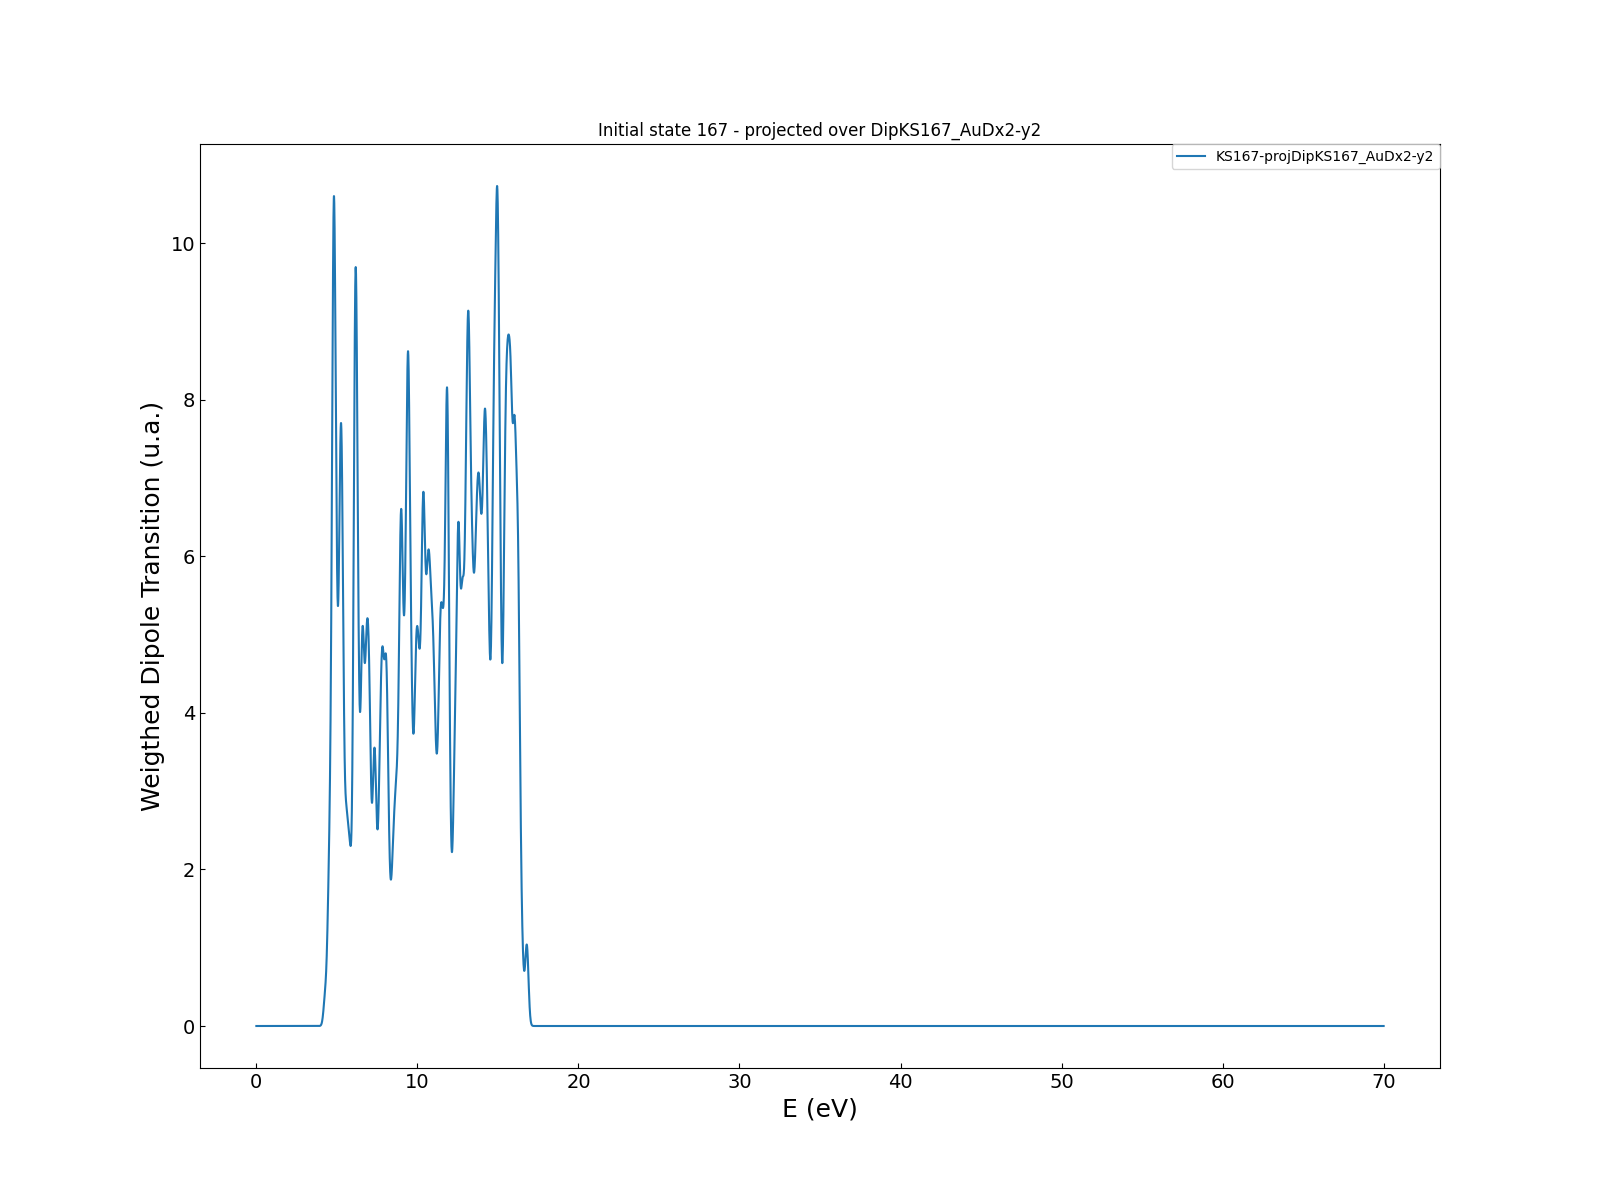 Initial state 167 - projected over DipKS167_AuDx2-y2
KS167-projDipKS167_AuDx2-y2
Weigthed Dipole Transition (u.a.)
10
8
6
4
2
0
0 10 20 30 40 50 60 70
E (eV)